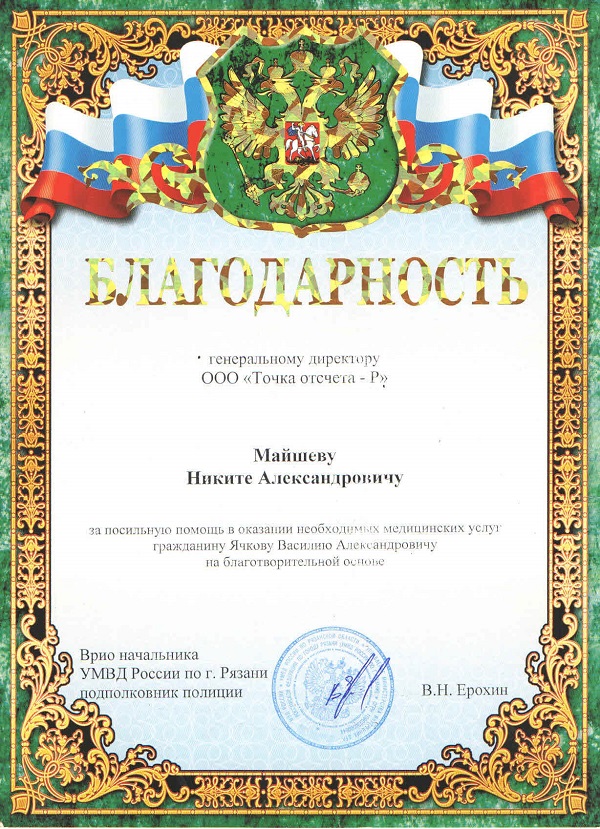 БЛАГОДАРНОСТЬ
генеральному директору
ООО «Точка отсчета - Р»
Майшеву
Никите Александровичу
за посильную помощь в оказании необходимых медицинских услуг
гражданину Ячкову Василию Александровичу
на благотворительной основе
Врио начальника
УМВД России по г. Рязани
подполковник полиции
В.Н. Ерохин